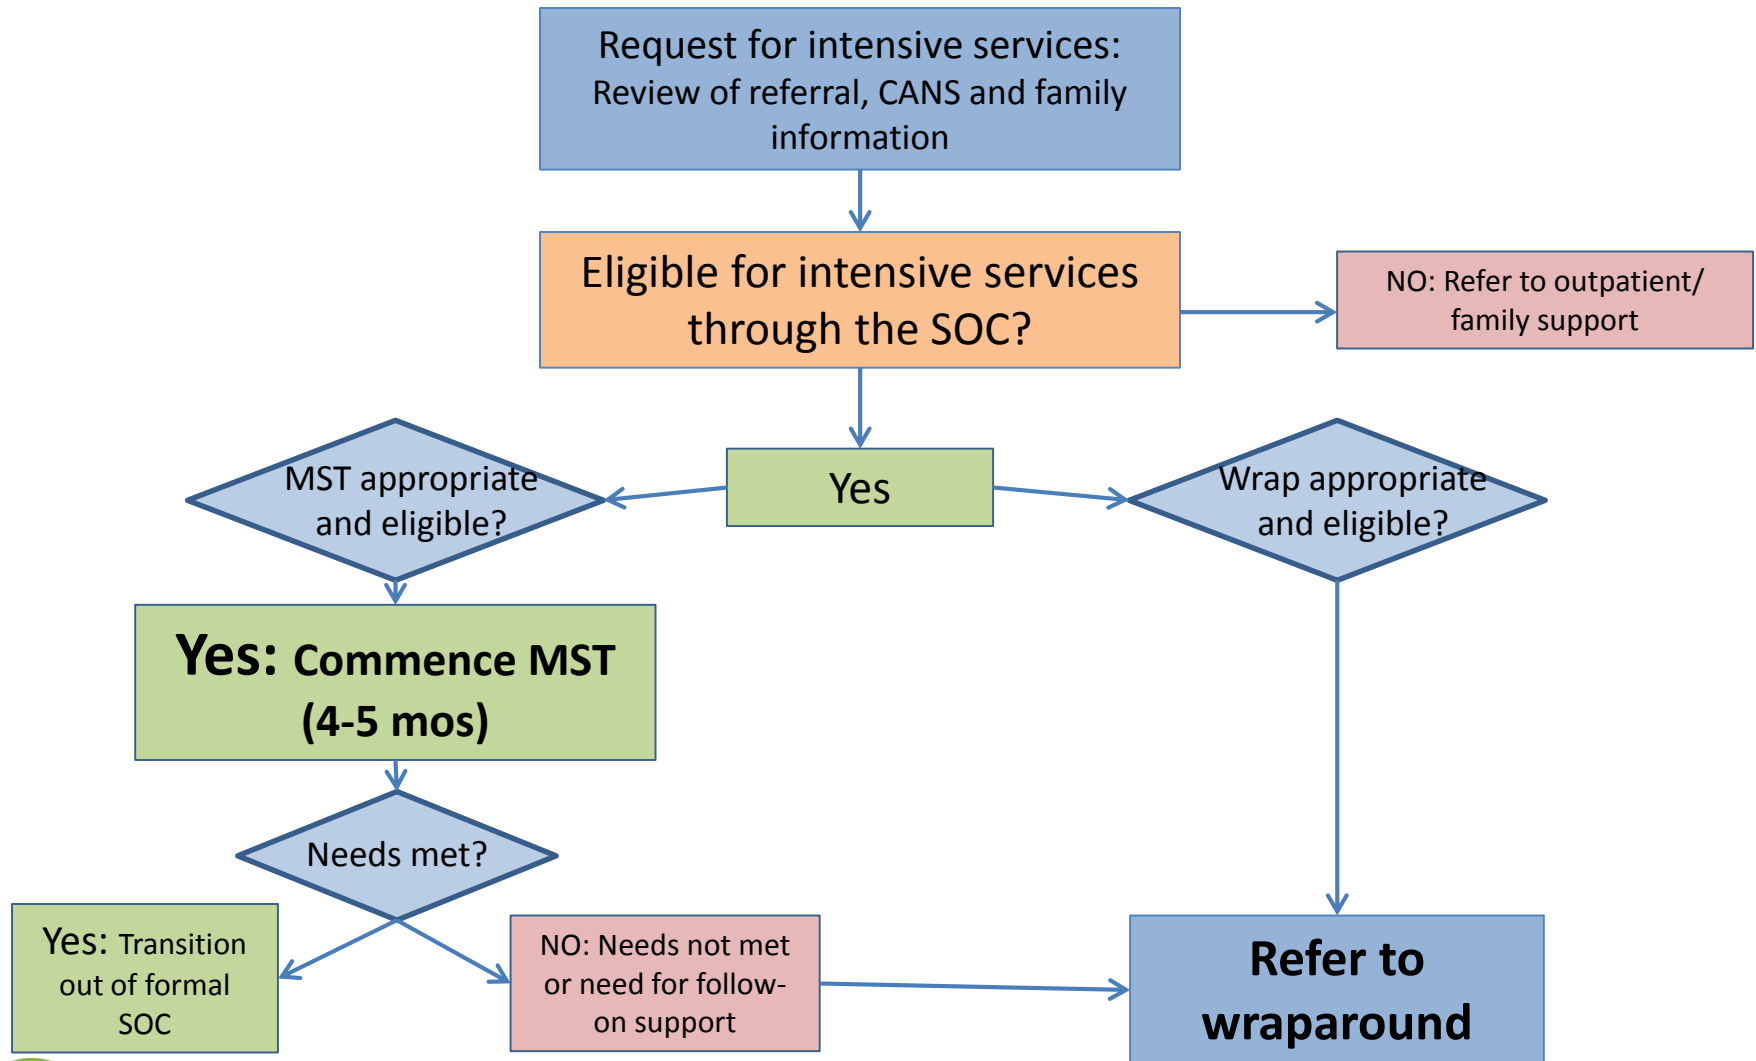 Request for intensive services:
Review of referral, CANS and family
information
Eligible for intensive services
through the SOC?
NO: Refer to outpatient/
family support
Yes
MST appropriate
and eligible?
Wrap appropriate
and eligible?
Yes: Commence MST
(4-5 mos)
Needs met?
Yes: Transition
out of formal
SOC
NO: Needs not met
or need for follow-
on support
Refer to
wraparound